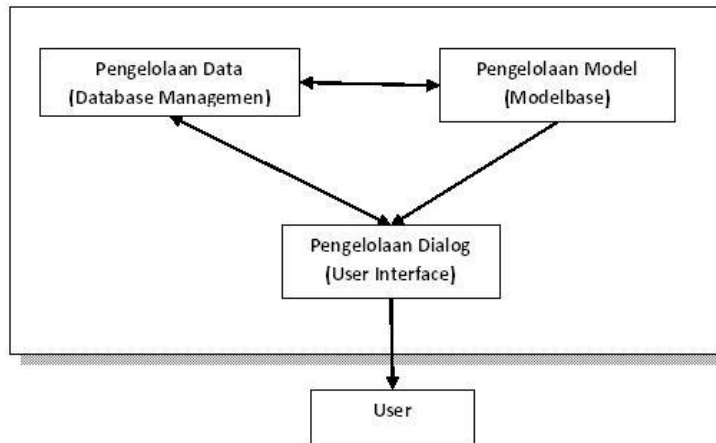 Pengelolaan Data
(Database Managemen)
Pengelolaan Model
(Modelbase)
Pengelolaan Dialog
(User Interface)
User